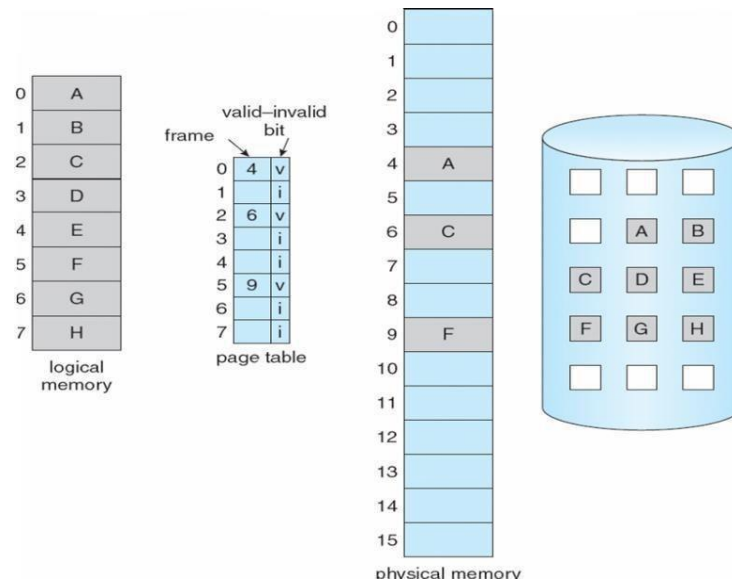 0 A
1 B
2 C
3 D
4 E
5 F
6 G
7 H
logical
memory
valid–invalid
bit
frame
0 4 v
1 i
2 6 v
3 i
4 i
5 9 v
6 i
7 i
page table
0
1
2
3
4 A
5
6 C
7
8
9 F
10
11
12
13
14
15
physical memory
A B
C D E
F G H